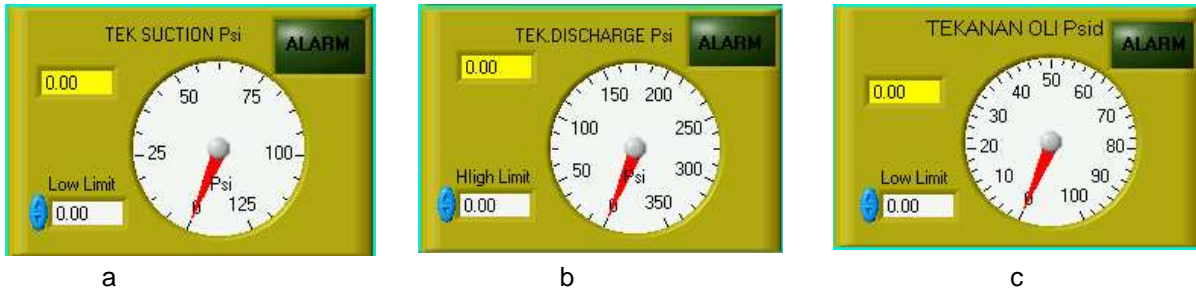 TEK SUCTION Psi
ALARM
0.00
50
75
25
100
Psi
0
125
Low Limit
0.00
a
TEK.DISCHARGE Psi
ALARM
0.00
150
200
100
250
50
300
Psi
0
350
HIigh Limit
0.00
b
TEKANAN OLI Psid
ALARM
0.00
50
40
60
30
70
20
80
10
90
0
100
Low Limit
0.00
c